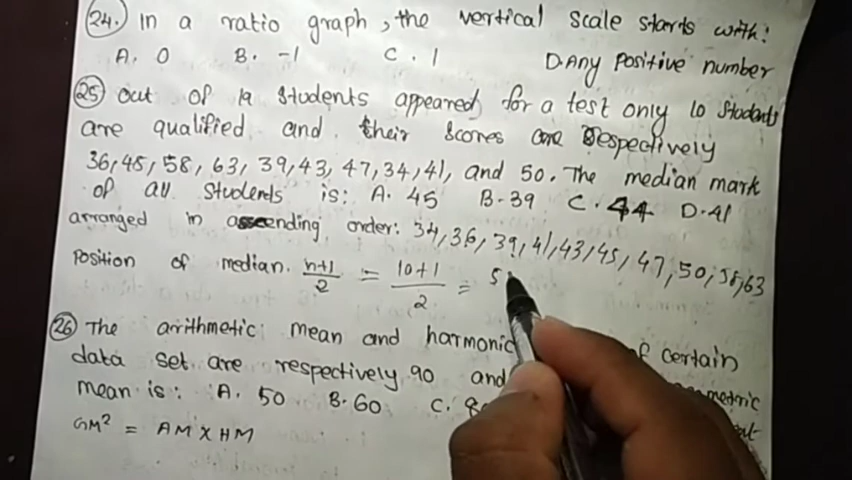 24. In a ratio graph, the vertical scale starts with:
A. 0 B. -1 C. 1 D. Any Positive number
25 out of 19 students appeared for a test only 10 students
are qualified and their scores are respectively
36, 45, 58, 63, 39, 43, 47, 34, 41, and 50. The median mark
of all students is: A. 45 B. 39 C. 44 D. 41
arranged in ascending order: 34, 36, 39, 41, 43, 45, 47, 50, 58, 63
Position of median. n+1/2 = 10+1/2 = 5
26 The arithmetic mean and harmonic of certain
data set are respectively 90 and
mean is: A. 50 B. 60 C.
GM² = AM X HM